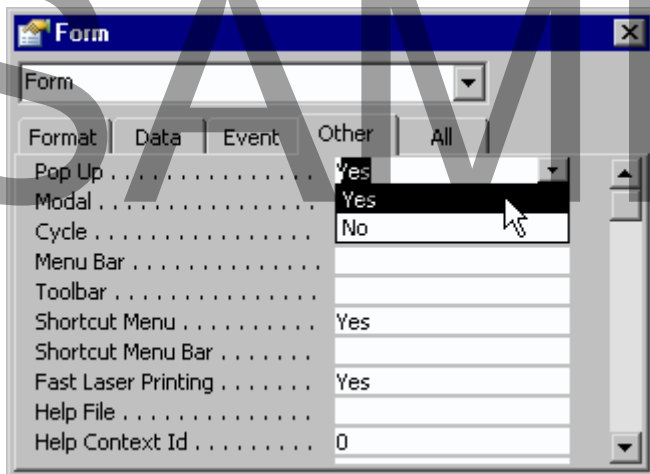 SAM
Form
Form
Format Data Event Other All
Pop Up . . . . . . . . . . . . . . . Yes
Modal . . . . . . . . . . . . . . . . Yes
Cycle . . . . . . . . . . . . . . . . No
Menu Bar . . . . . . . . . . . . . .
Toolbar . . . . . . . . . . . . . . .
Shortcut Menu . . . . . . . . . . Yes
Shortcut Menu Bar . . . . . . .
Fast Laser Printing . . . . . . . Yes
Help File . . . . . . . . . . . . . . .
Help Context Id . . . . . . . . . 0